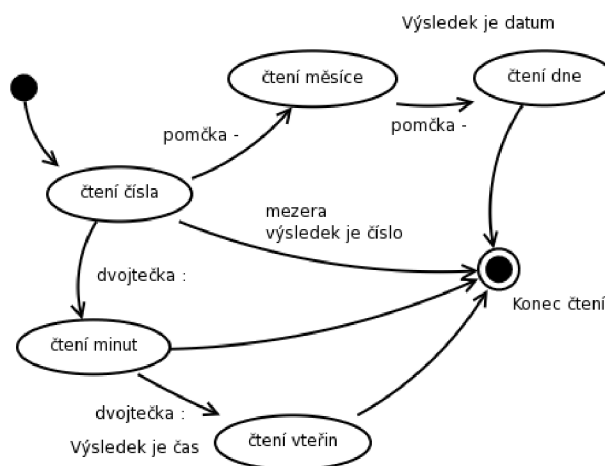 Výsledek je datum
čtení měsíce
čtení dne
pomčka -
pomčka -
čtení čísla
mezera
výsledek je číslo
dvojtečka :
Konec čtení
čtení minut
dvojtečka :
Výsledek je čas
čtení vteřin